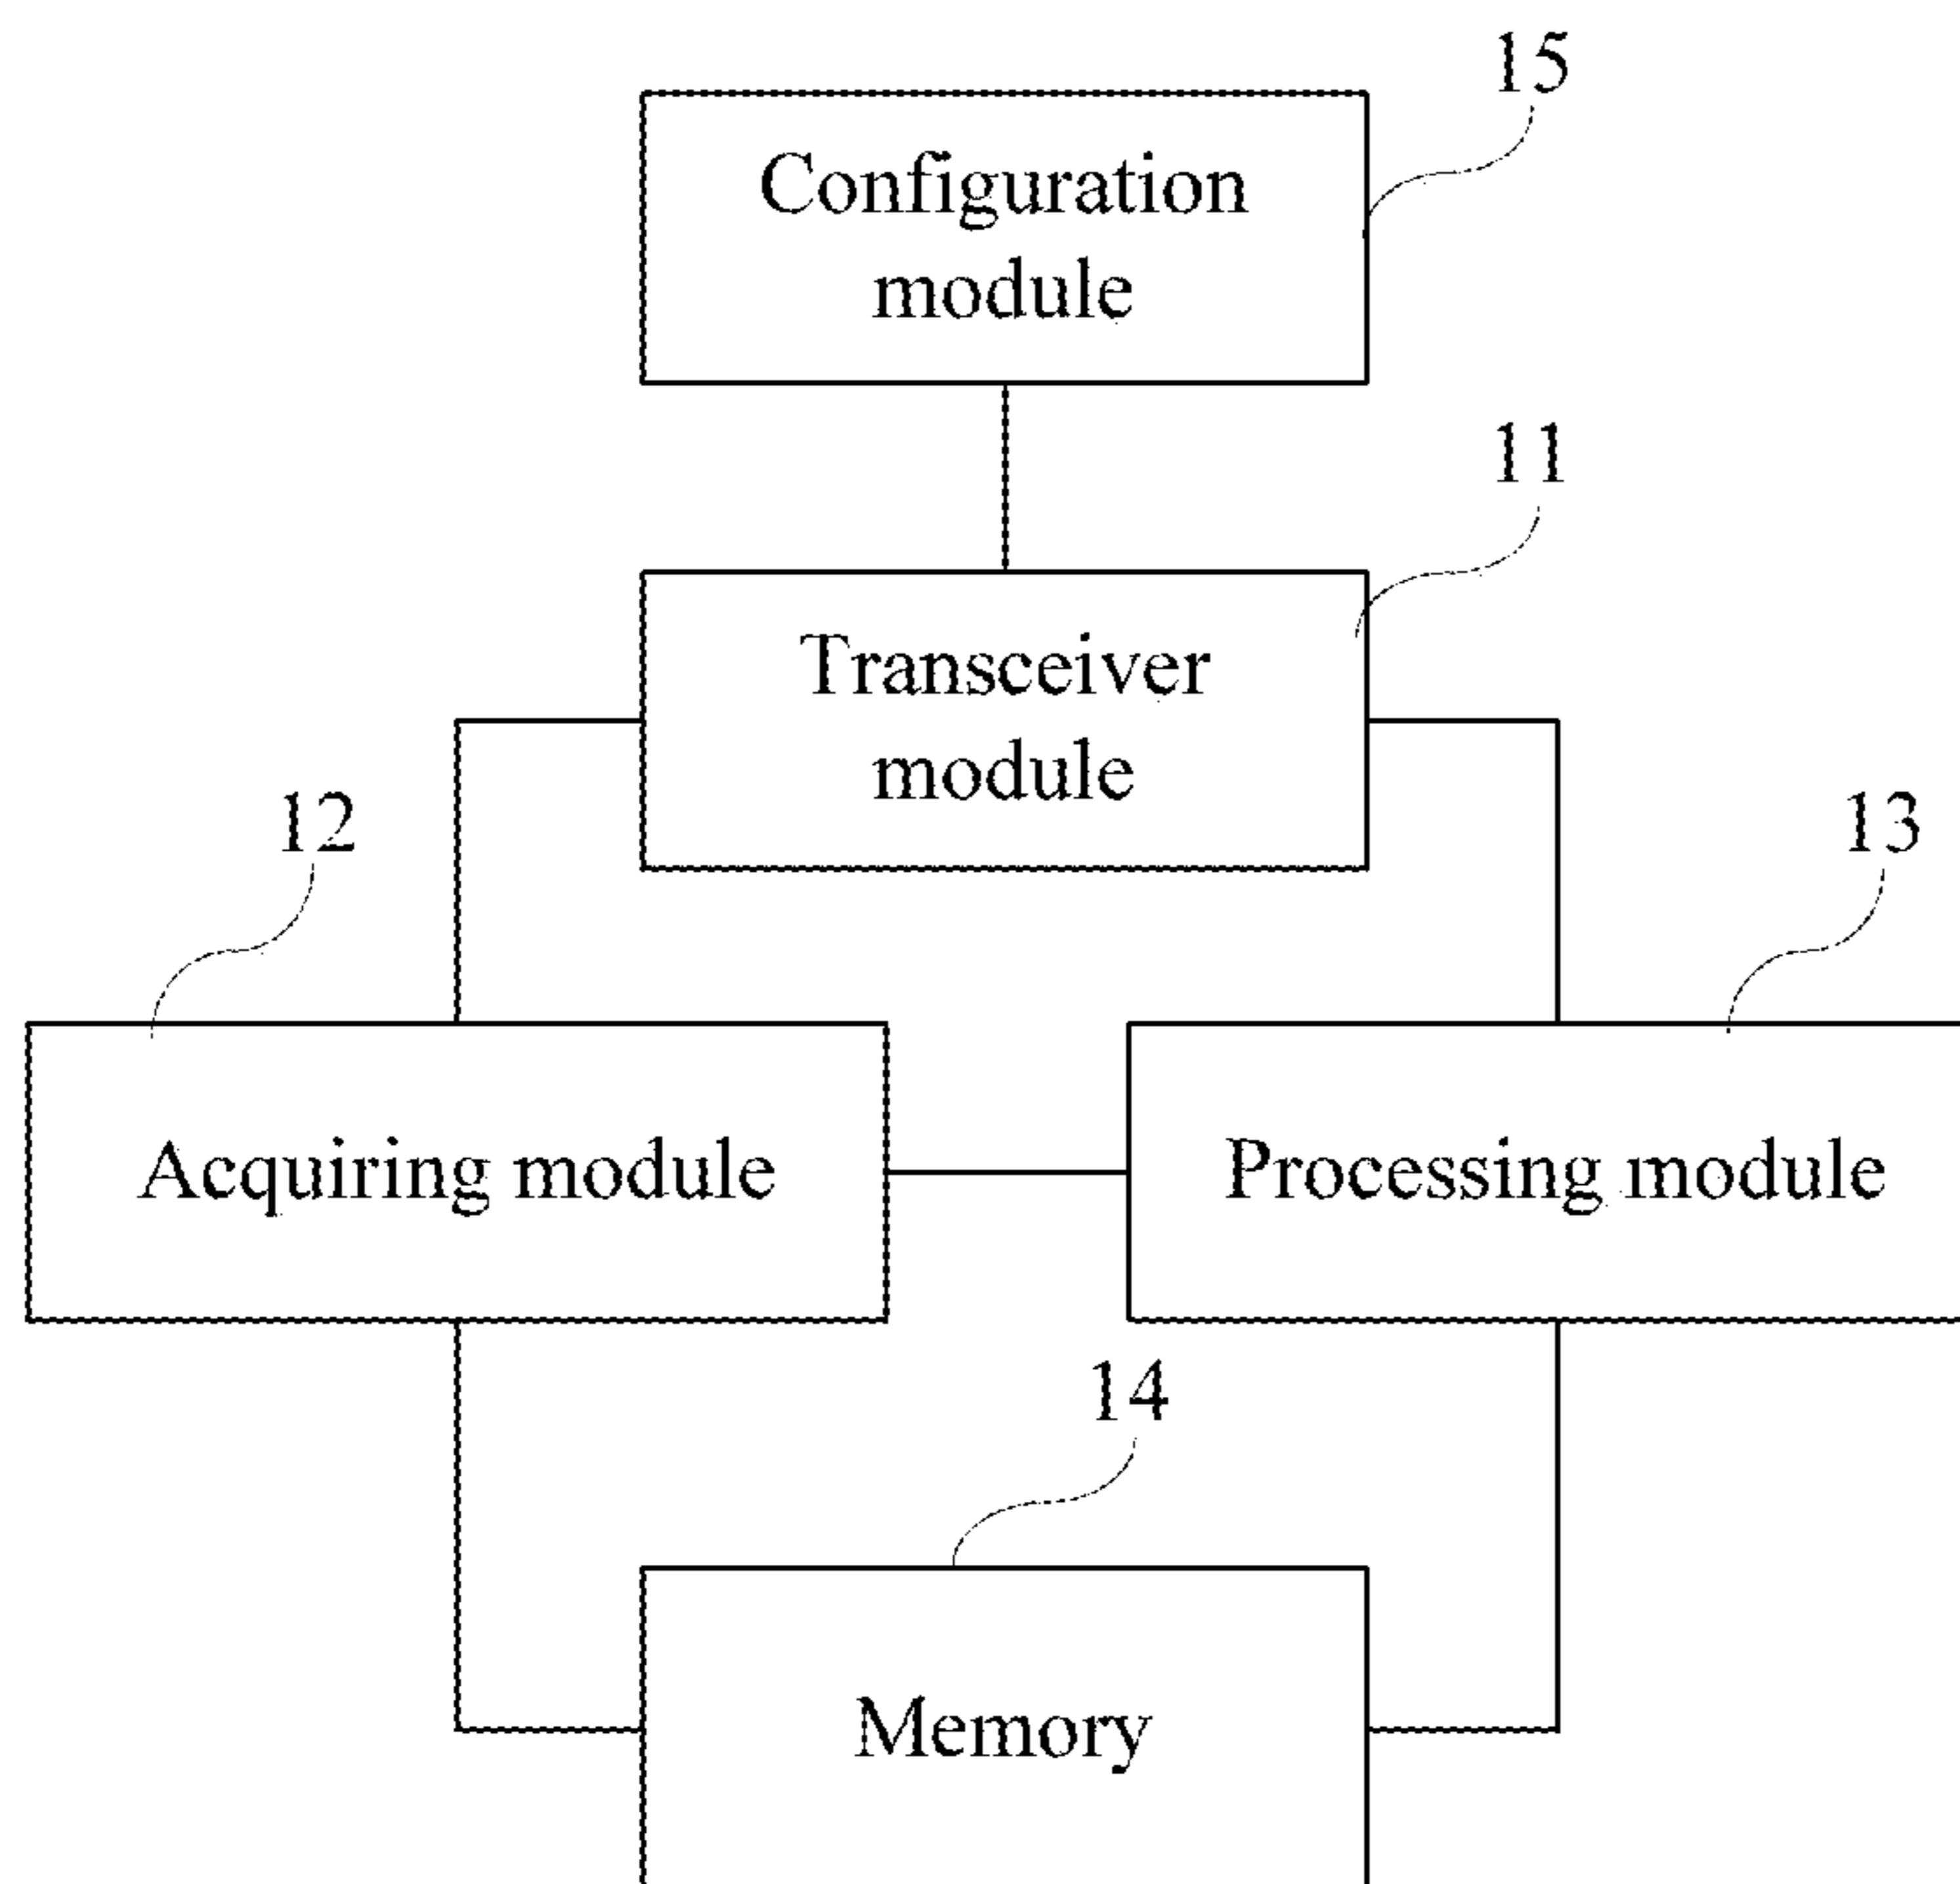 15
Configuration
module
11
Transceiver
module
12
13
Acquiring module
Processing module
14
Memory